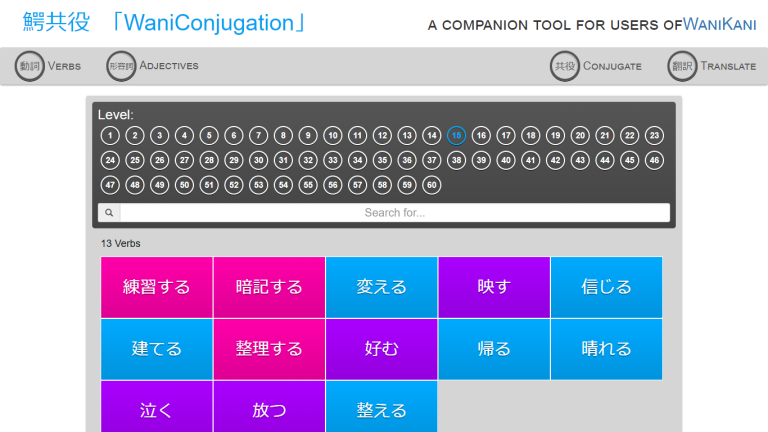 鰐共役 「WaniConjugation」
A COMPANION TOOL FOR USERS OFWANIKANI
動詞 VERBS 形容詞 ADJECTIVES 共役 CONJUGATE 翻訳 TRANSLATE
Level:
1 2 3 4 5 6 7 8 9 10 11 12 13 14 15 16 17 18 19 20 21 22 23
24 25 26 27 28 29 30 31 32 33 34 35 36 37 38 39 40 41 42 43 44 45 46
47 48 49 50 51 52 53 54 55 56 57 58 59 60
Search for...
13 Verbs
練習する 暗記する 変える 映す 信じる
建てる 整理する 好む 帰る 晴れる
泣く 放つ 整える